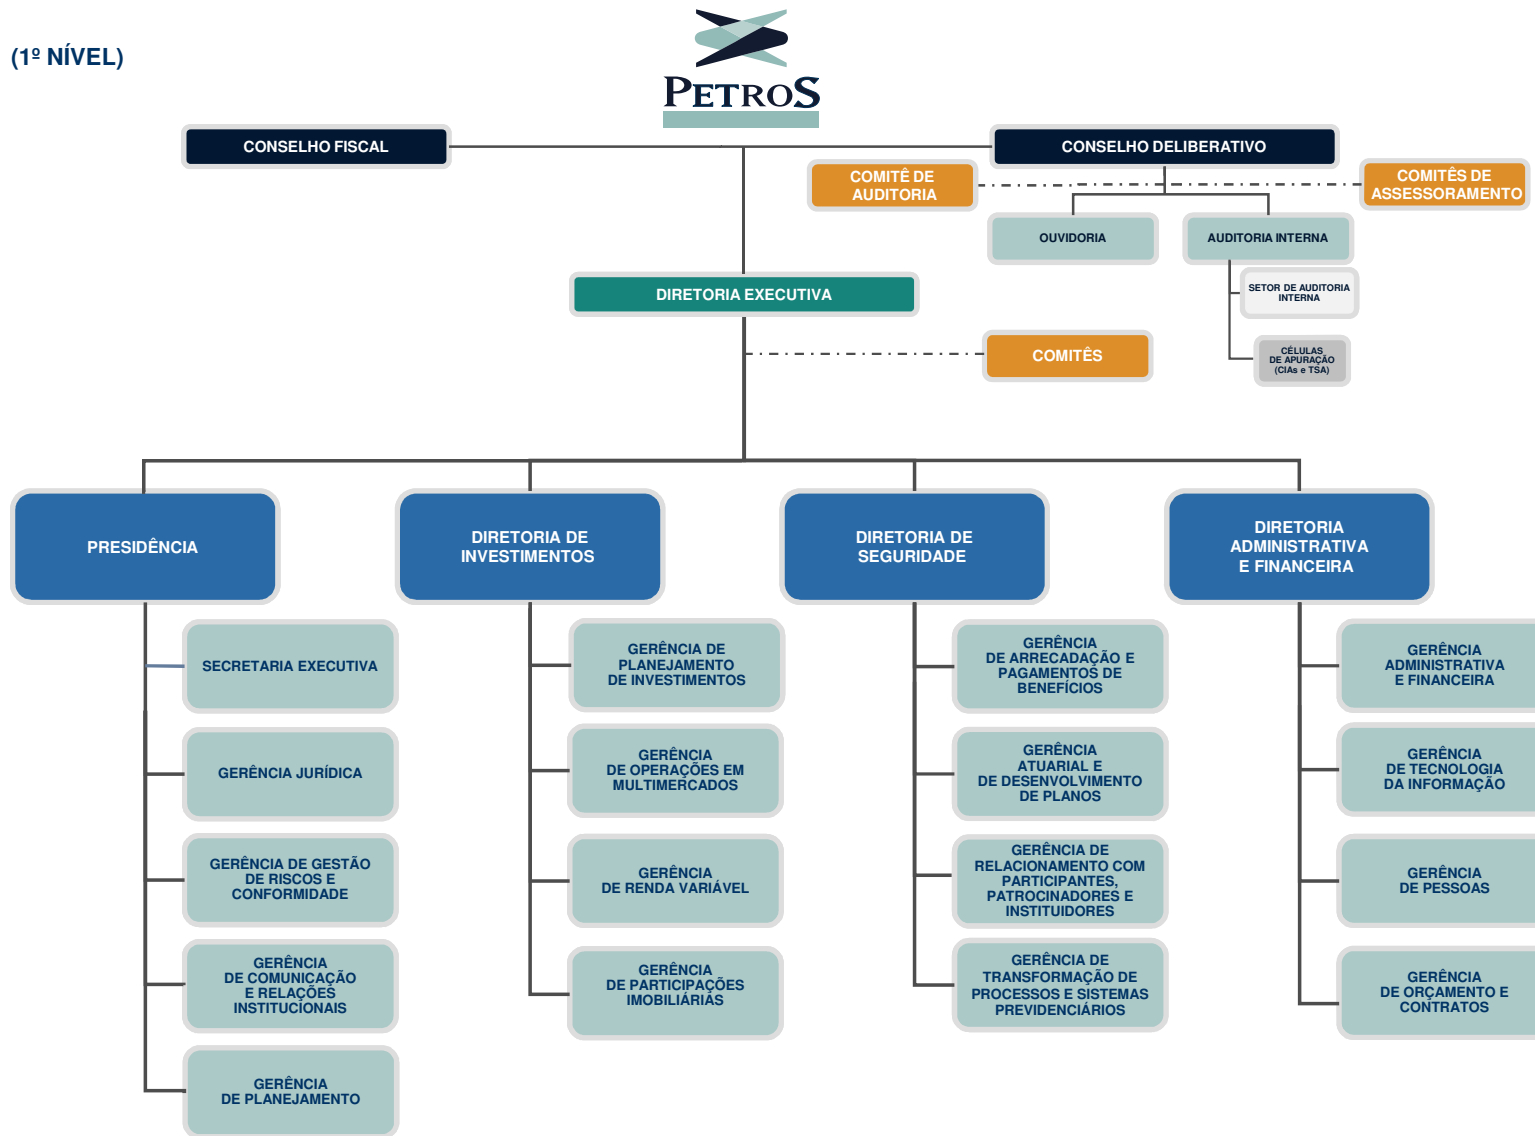 (1º NÍVEL)
PETROS
CONSELHO FISCAL
CONSELHO DELIBERATIVO
COMITÊ DE
AUDITORIA
COMITÊS DE
ASSESSORAMENTO
OUVIDORIA
AUDITORIA INTERNA
SETOR DE AUDITORIA
INTERNA
CÉLULAS
DE APURAÇÃO
(CIAs e TSA)
DIRETORIA EXECUTIVA
COMITÊS
PRESIDÊNCIA
DIRETORIA DE
INVESTIMENTOS
DIRETORIA DE
SEGURIDADE
DIRETORIA
ADMINISTRATIVA
E FINANCEIRA
SECRETARIA EXECUTIVA
GERÊNCIA JURÍDICA
GERÊNCIA DE GESTÃO
DE RISCOS E
CONFORMIDADE
GERÊNCIA
DE COMUNICAÇÃO
E RELAÇÕES
INSTITUCIONAIS
GERÊNCIA
DE PLANEJAMENTO
GERÊNCIA DE
PLANEJAMENTO
DE INVESTIMENTOS
GERÊNCIA
DE OPERAÇÕES EM
MULTIMERCADOS
GERÊNCIA
DE RENDA VARIÁVEL
GERÊNCIA
DE PARTICIPAÇÕES
IMOBILIÁRIAS
GERÊNCIA
DE ARRECADAÇÃO E
PAGAMENTOS DE
BENEFÍCIOS
GERÊNCIA
ATUARIAL E
DE DESENVOLVIMENTO
DE PLANOS
GERÊNCIA DE
RELACIONAMENTO COM
PARTICIPANTES,
PATROCINADORES E
INSTITUIDORES
GERÊNCIA DE
TRANSFORMAÇÃO DE
PROCESSOS E SISTEMAS
PREVIDENCIÁRIOS
GERÊNCIA
ADMINISTRATIVA
E FINANCEIRA
GERÊNCIA
DE TECNOLOGIA
DA INFORMAÇÃO
GERÊNCIA
DE PESSOAS
GERÊNCIA
DE ORÇAMENTO E
CONTRATOS